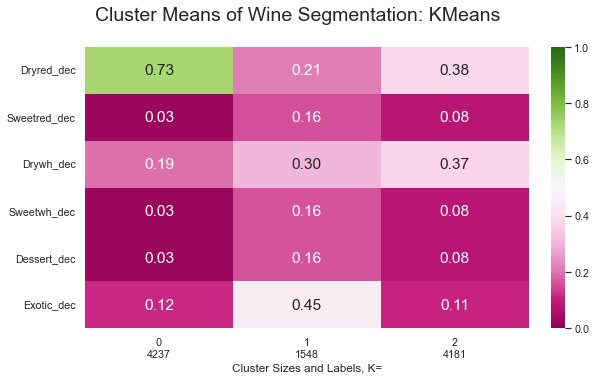 Cluster Means of Wine Segmentation: KMeans
Dryred_dec 0.73 0.21 0.38
Sweetred_dec 0.03 0.16 0.08
Drywh_dec 0.19 0.30 0.37
Sweetwh_dec 0.03 0.16 0.08
Dessert_dec 0.03 0.16 0.08
Exotic_dec 0.12 0.45 0.11
0 1 2
4237 1548 4181
Cluster Sizes and Labels, K=
1.0
0.8
0.6
0.4
0.2
0.0